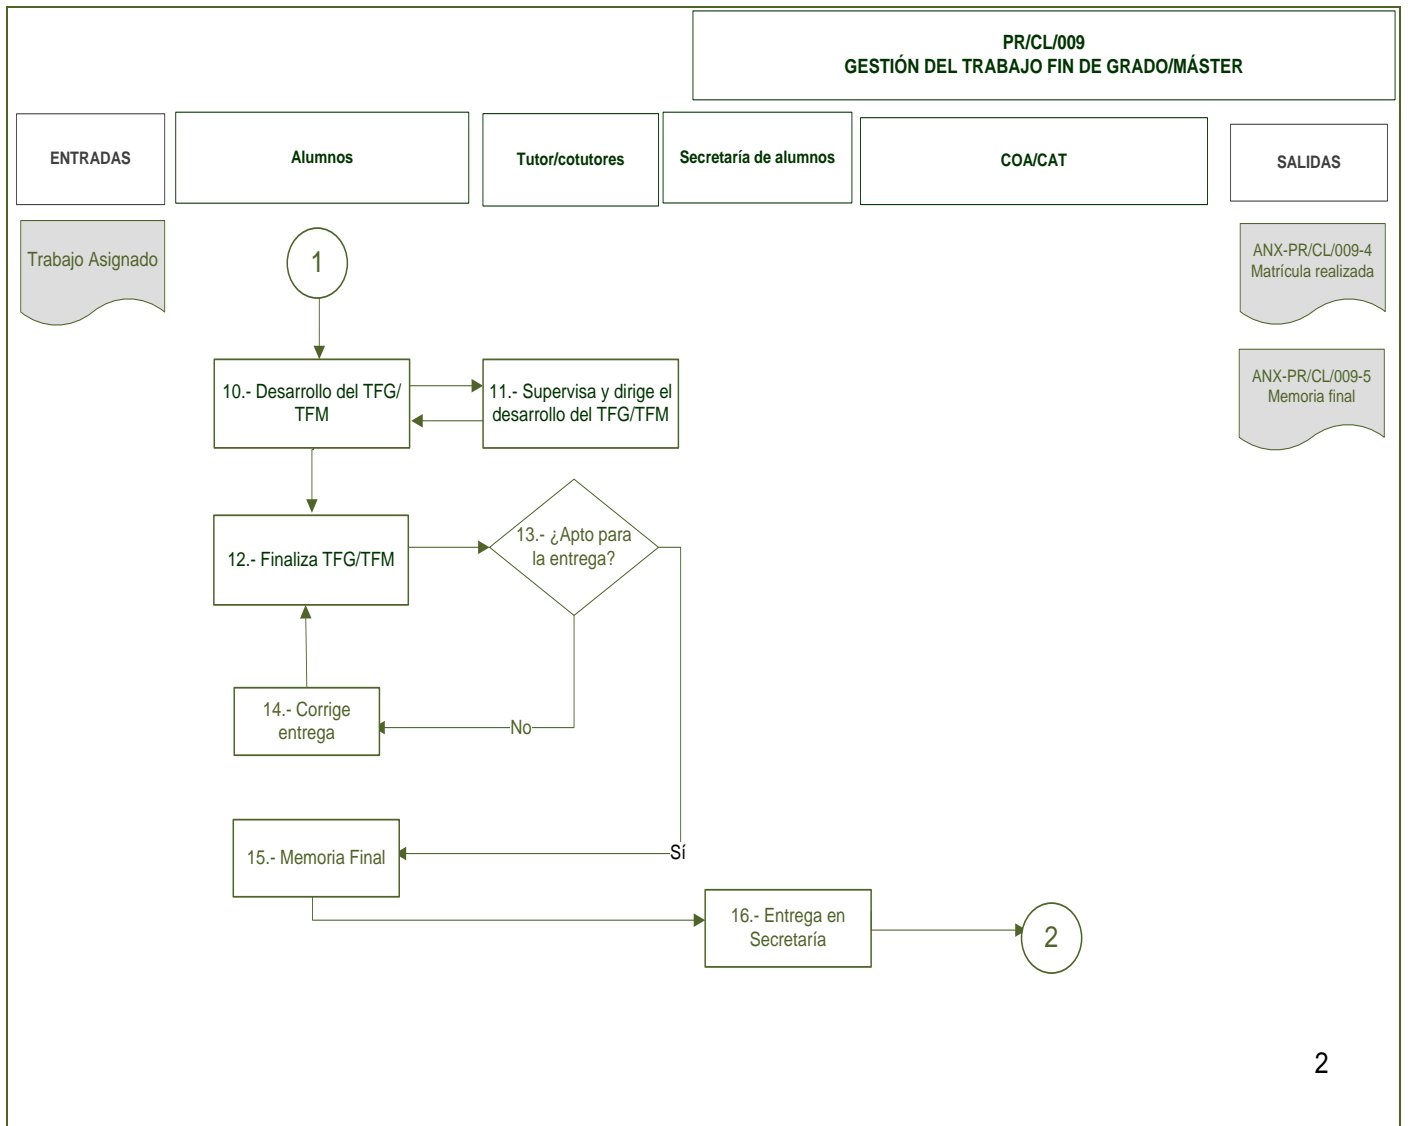 PR/CL/009
GESTIÓN DEL TRABAJO FIN DE GRADO/MÁSTER
ENTRADAS
Alumnos
Tutor/cotutores
Secretaría de alumnos
COA/CAT
SALIDAS
Trabajo Asignado
1
ANX-PR/CL/009-4
Matrícula realizada
10.- Desarrollo del TFG/
TFM
11.- Supervisa y dirige el
desarrollo del TFG/TFM
ANX-PR/CL/009-5
Memoria final
12.- Finaliza TFG/TFM
13.- ¿Apto para
la entrega?
14.- Corrige
entrega
No
15.- Memoria Final
Sí
16.- Entrega en
Secretaría
2
2